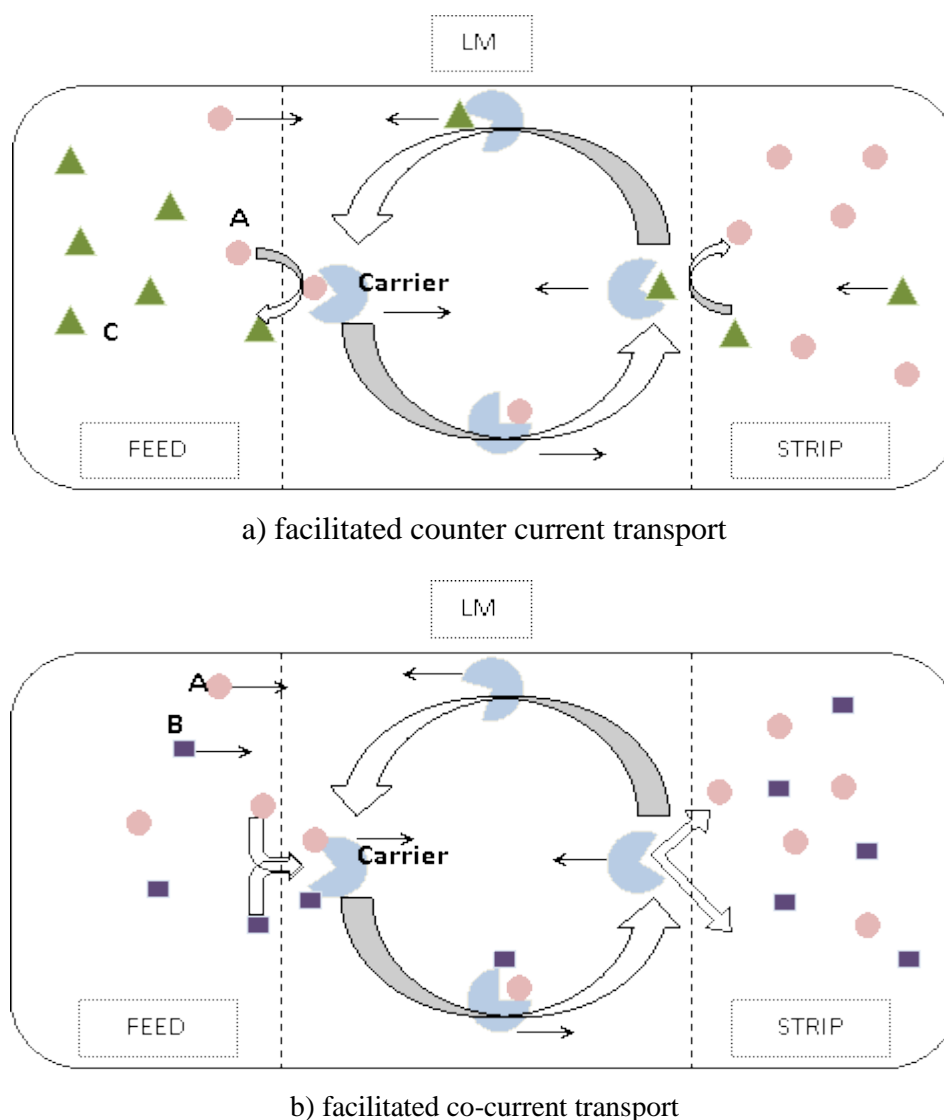 LM
A
Carrier
C
FEED
STRIP
a) facilitated counter current transport
LM
A
B
Carrier
FEED
STRIP
b) facilitated co-current transport